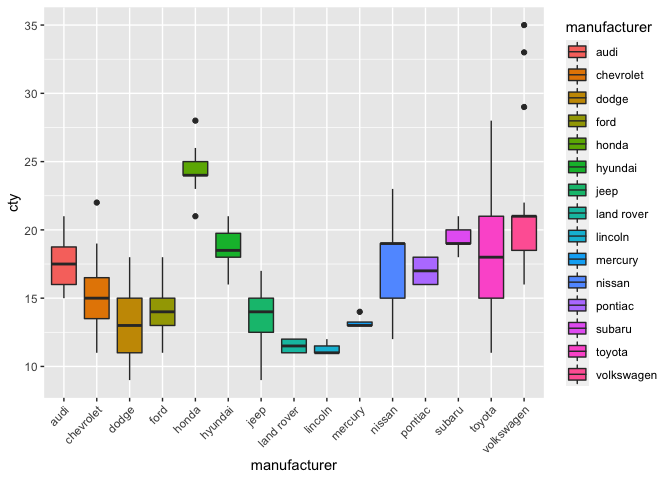 35
30
25
20
15
10
cty
audi
chevrolet
dodge
ford
honda
hyundai
jeep
land rover
lincoln
mercury
nissan
pontiac
subaru
toyota
volkswagen
manufacturer
manufacturer
audi
chevrolet
dodge
ford
honda
hyundai
jeep
land rover
lincoln
mercury
nissan
pontiac
subaru
toyota
volkswagen